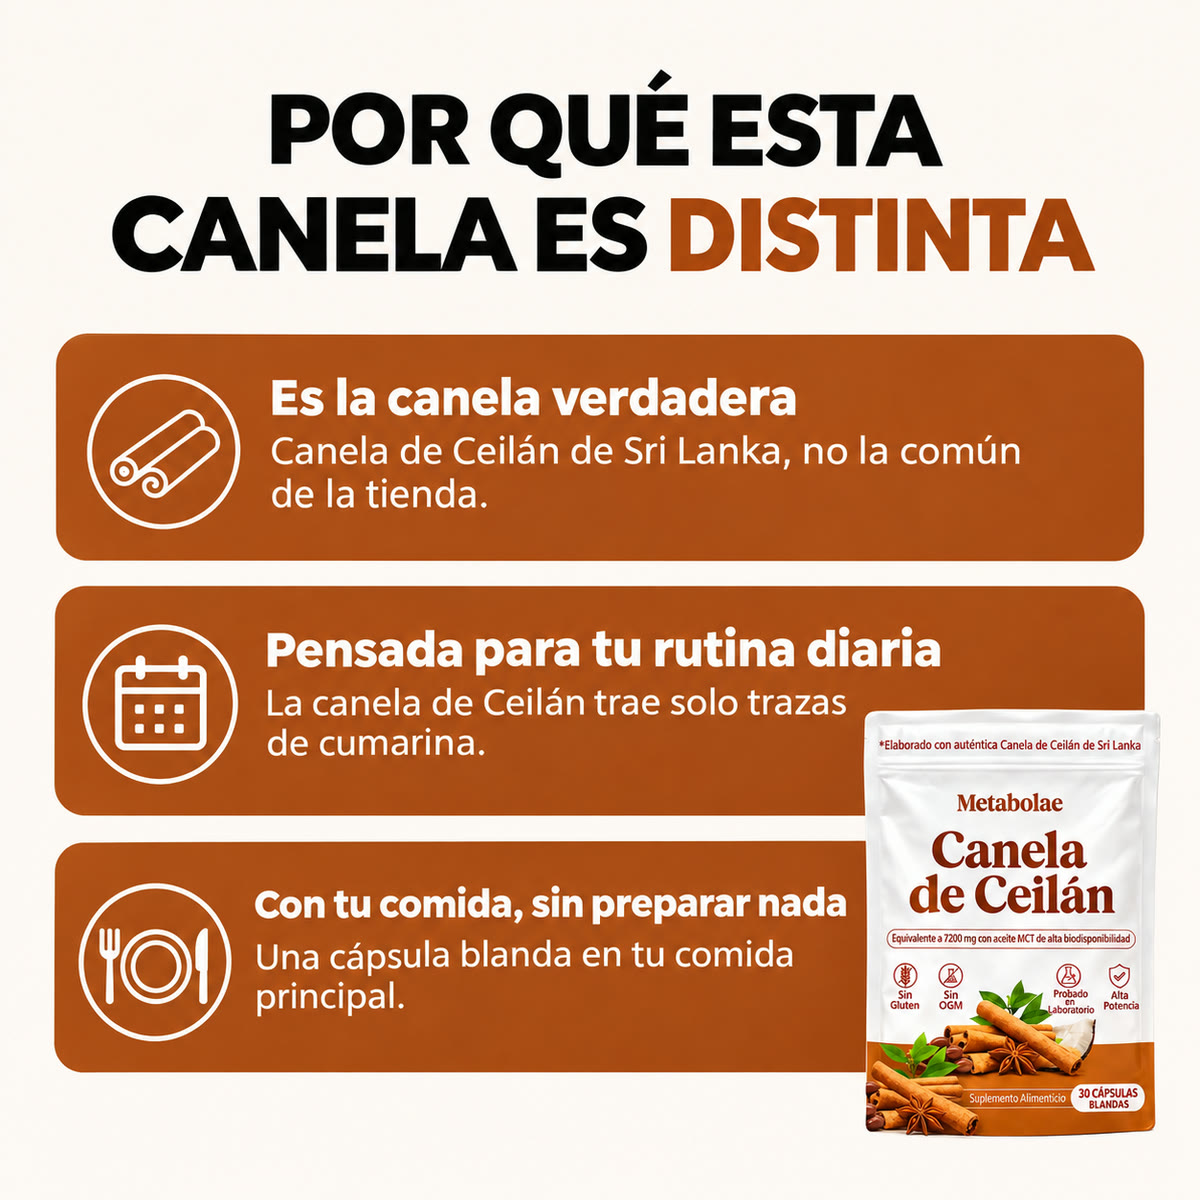 POR QUÉ ESTA
CANELA ES DISTINTA
Es la canela verdadera
Canela de Ceilán de Sri Lanka, no la común
de la tienda.
Pensada para tu rutina diaria
La canela de Ceilán trae solo trazas
de cumarina.
Con tu comida, sin preparar nada
Una cápsula blanda en tu comida
principal.
*Elaborado con auténtica Canela de Ceilán de Sri Lanka
Metabolae
Canela
de Ceilán
Equivalente a 7200 mg con aceite MCT de alta biodisponibilidad
Sin
Gluten
Sin
OGM
Probado
en
Laboratorio
Alta
Potencia
Suplemento Alimenticio
30 CÁPSULAS
BLANDAS